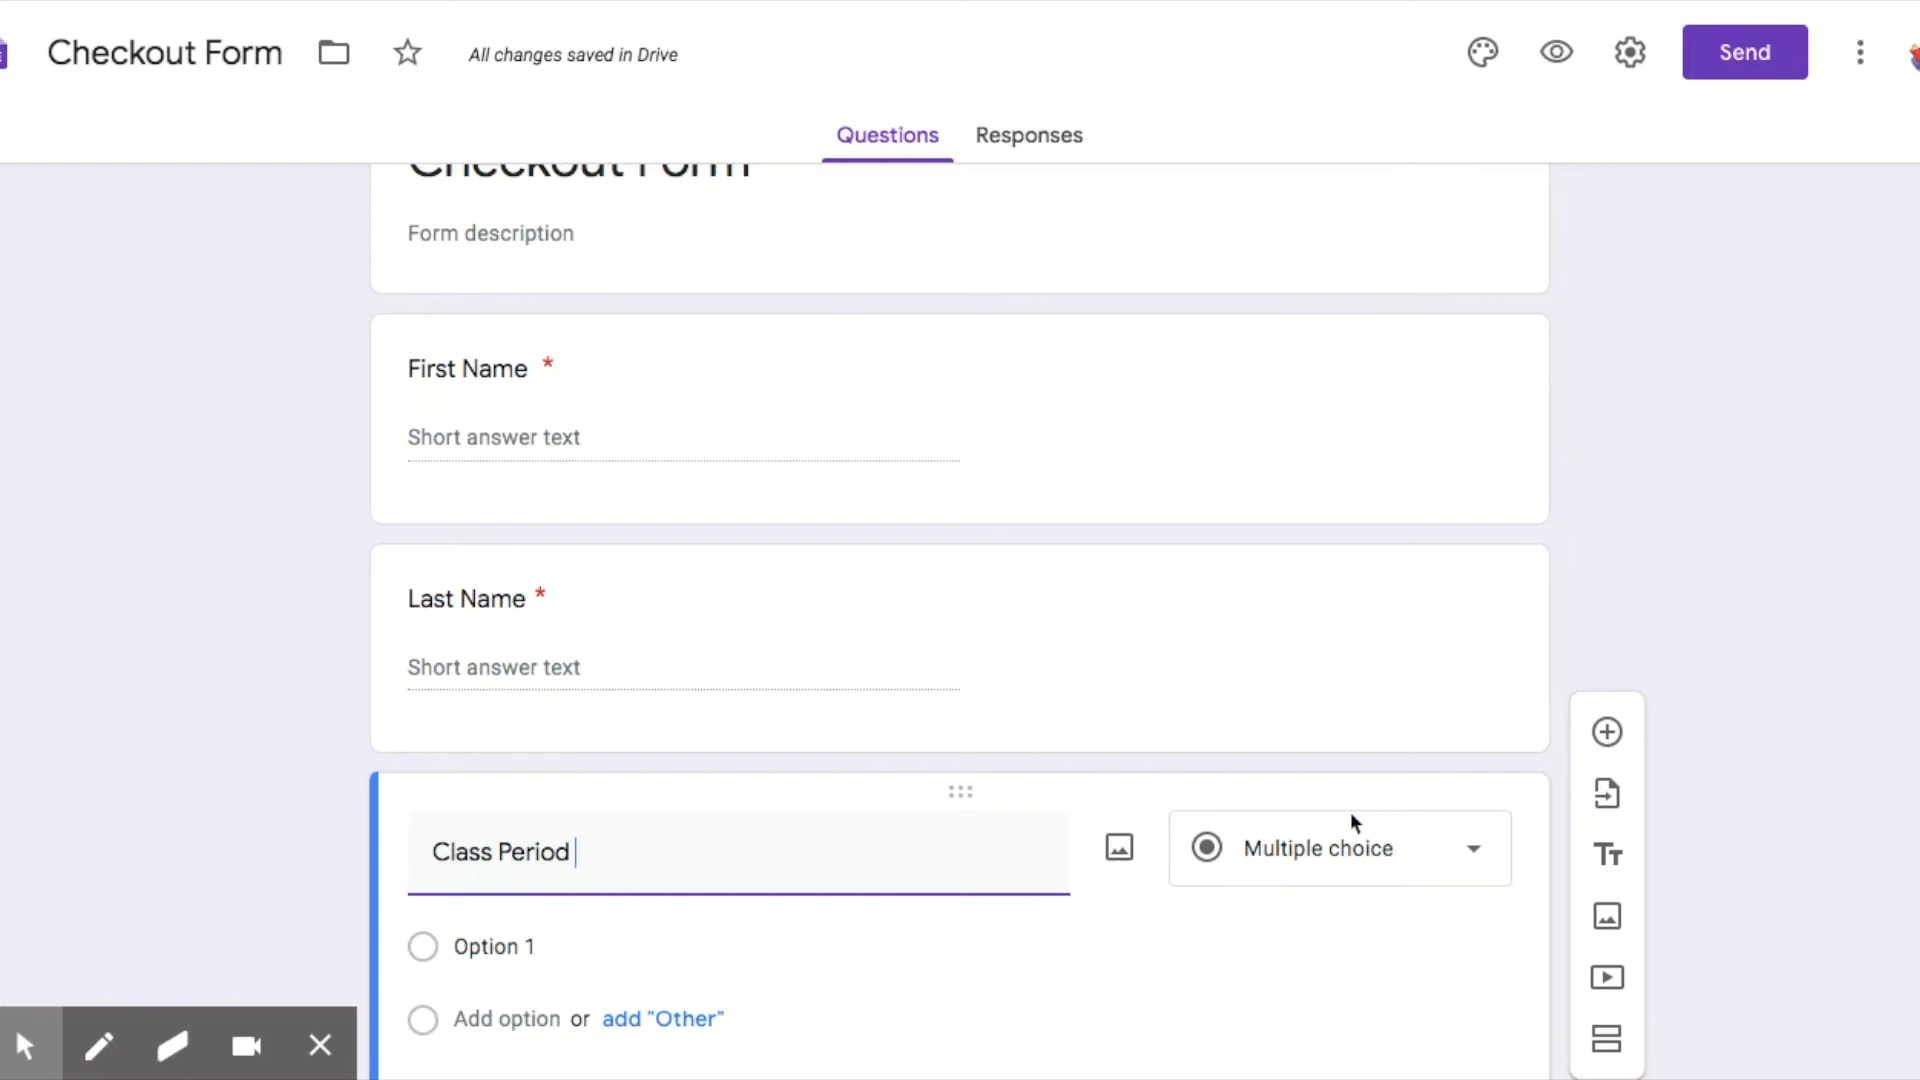 Checkout Form
All changes saved in Drive
Send
Questions
Responses
Checkout Form
Form description
First Name *
Short answer text
Last Name *
Short answer text
Class Period
Multiple choice
Option 1
Add option or add "Other"